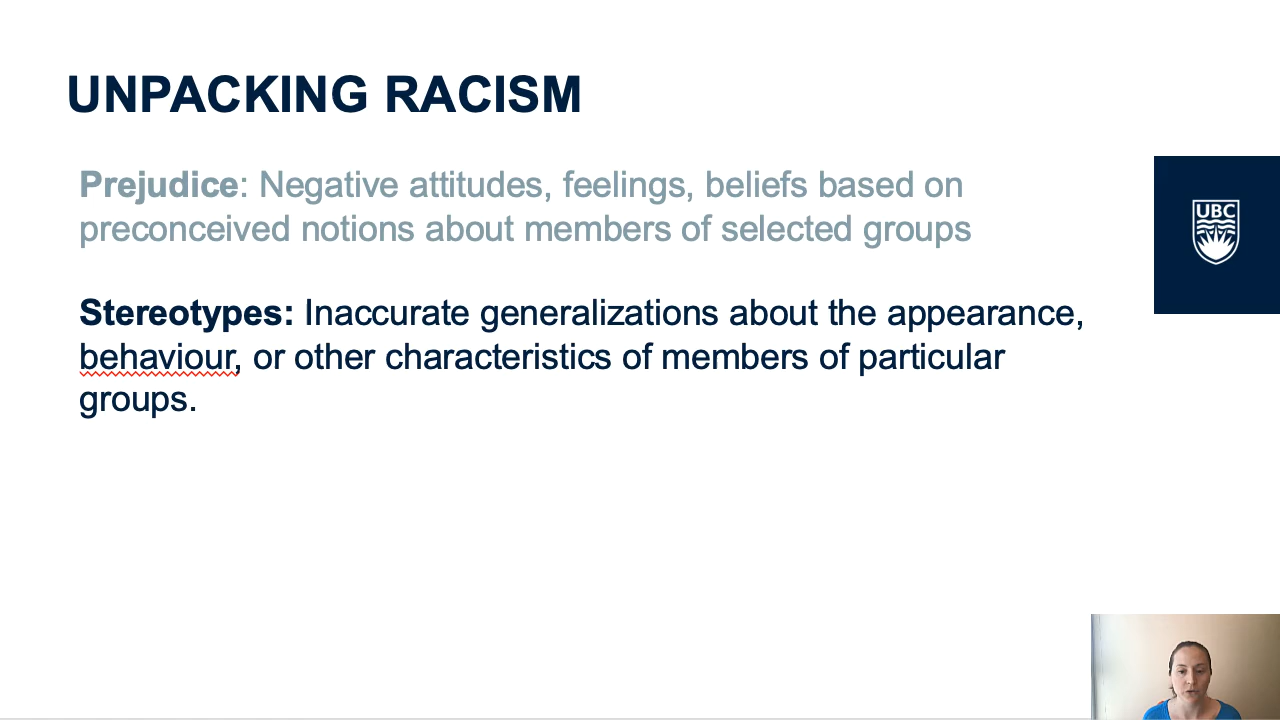 UNPACKING RACISM
Prejudice: Negative attitudes, feelings, beliefs based on
preconceived notions about members of selected groups
UBC
Stereotypes: Inaccurate generalizations about the appearance,
behaviour, or other characteristics of members of particular
groups.